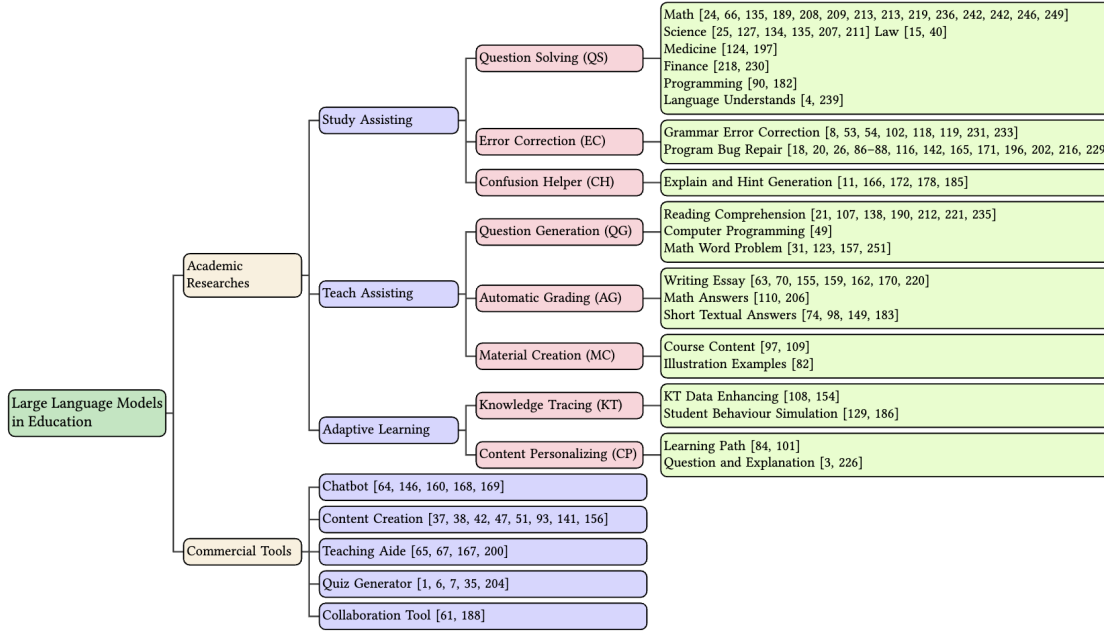 Large Language Models
in Education
Academic
Researches
Study Assisting
Question Solving (QS)
Math [24, 66, 135, 189, 208, 209, 213, 213, 219, 236, 242, 242, 246, 249]
Science [25, 127, 134, 135, 207, 211] Law [15, 40]
Medicine [124, 197]
Finance [218, 230]
Programming [90, 182]
Language Understands [4, 239]
Error Correction (EC)
Grammar Error Correction [8, 53, 54, 102, 118, 119, 231, 233]
Program Bug Repair [18, 20, 26, 86–88, 116, 142, 165, 171, 196, 202, 216, 229
Confusion Helper (CH)
Explain and Hint Generation [11, 166, 172, 178, 185]
Teach Assisting
Question Generation (QG)
Reading Comprehension [21, 107, 138, 190, 212, 221, 235]
Computer Programming [49]
Math Word Problem [31, 123, 157, 251]
Automatic Grading (AG)
Writing Essay [63, 70, 155, 159, 162, 170, 220]
Math Answers [110, 206]
Short Textual Answers [74, 98, 149, 183]
Material Creation (MC)
Course Content [97, 109]
Illustration Examples [82]
Adaptive Learning
Knowledge Tracing (KT)
KT Data Enhancing [108, 154]
Student Behaviour Simulation [129, 186]
Content Personalizing (CP)
Learning Path [84, 101]
Question and Explanation [3, 226]
Commercial Tools
Chatbot [64, 146, 160, 168, 169]
Content Creation [37, 38, 42, 47, 51, 93, 141, 156]
Teaching Aide [65, 67, 167, 200]
Quiz Generator [1, 6, 7, 35, 204]
Collaboration Tool [61, 188]